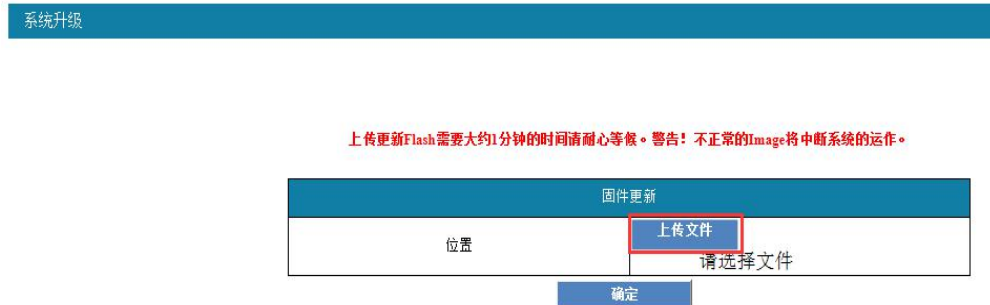 系统升级
上传更新Flash需要大约1分钟的时间请耐心等候。警告！不正常的Image将中断系统的运作。
固件更新
位置
上传文件
请选择文件
确定